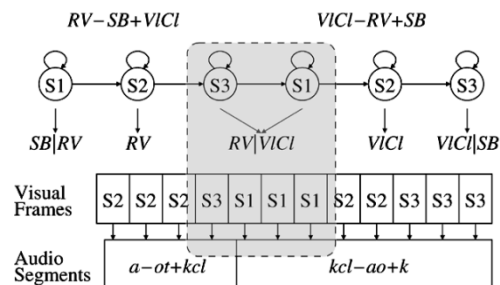 RV−SB+VlCl VlCl−RV+SB
S1 S2 S3 S1 S2 S3
SB|RV RV RV|VlCl VlCl VlCl|SB
Visual Frames
S2 S2 S2 S3 S1 S1 S1 S2 S2 S3 S3 S3
Audio Segments
a−ot+kcl kcl−ao+k